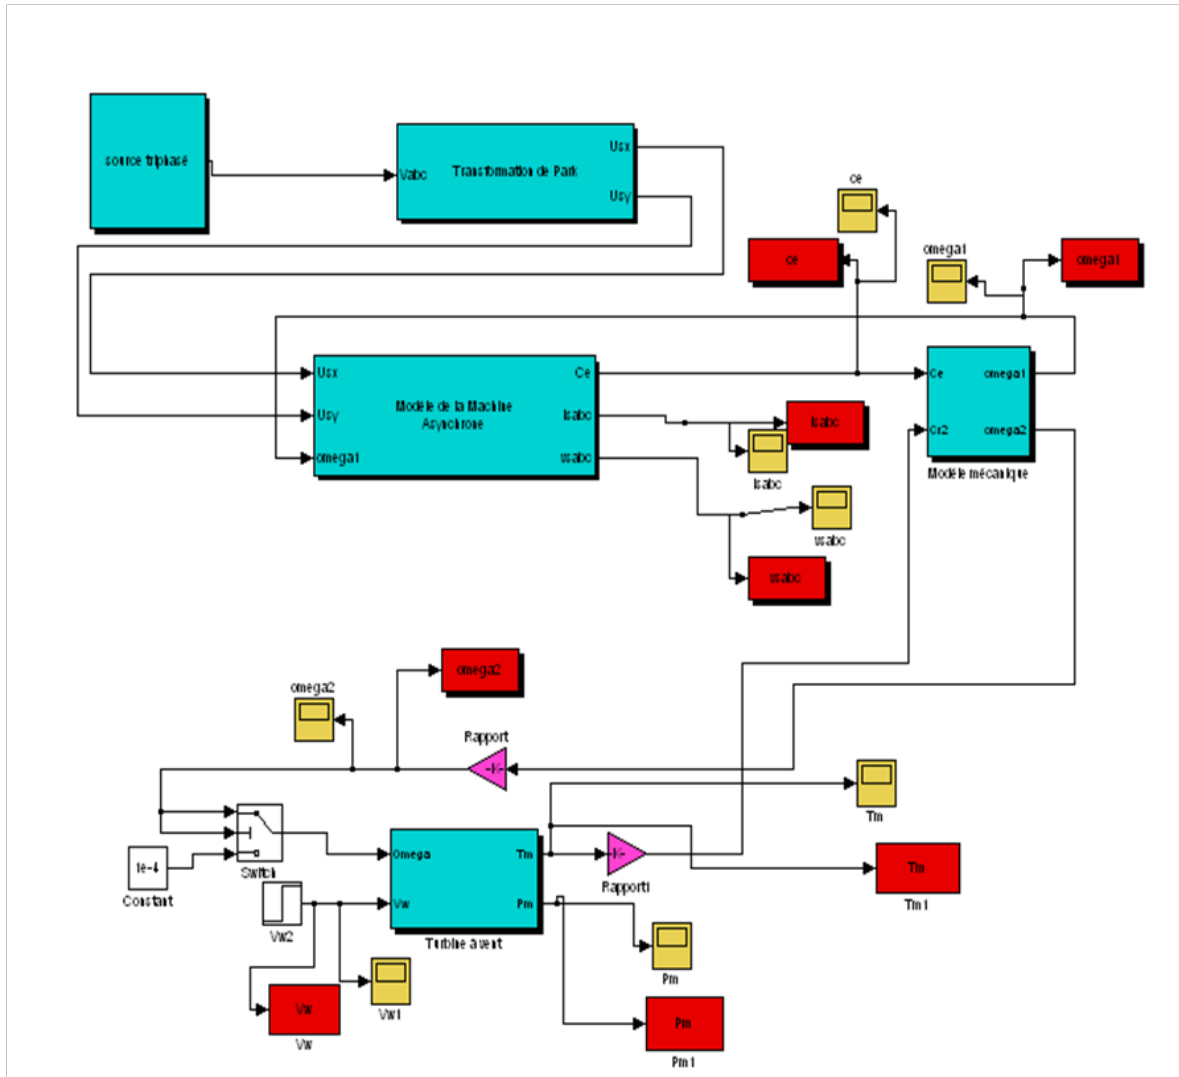 source triphasé
Vabc
Transformation de Park
Usx
Usy
ce
ce
omega1
omega1
Usx
Usy
omega1
Modèle de la Machine
Asynchrone
Ce
Isabc
vsabc
Isabc
Isabc
vsabc
vsabc
Ce
Cr2
omega1
omega2
Modèle mécanique
omega2
omega2
Rapport
-K-
Tm
1e-4
Constant
Switch
Omega
Vw
Tm
Pm
Turbine à vent
-K-
Rapport1
Tm
Tm1
Vw2
Vw1
Vw
Vw
Pm
Pm
Pm1